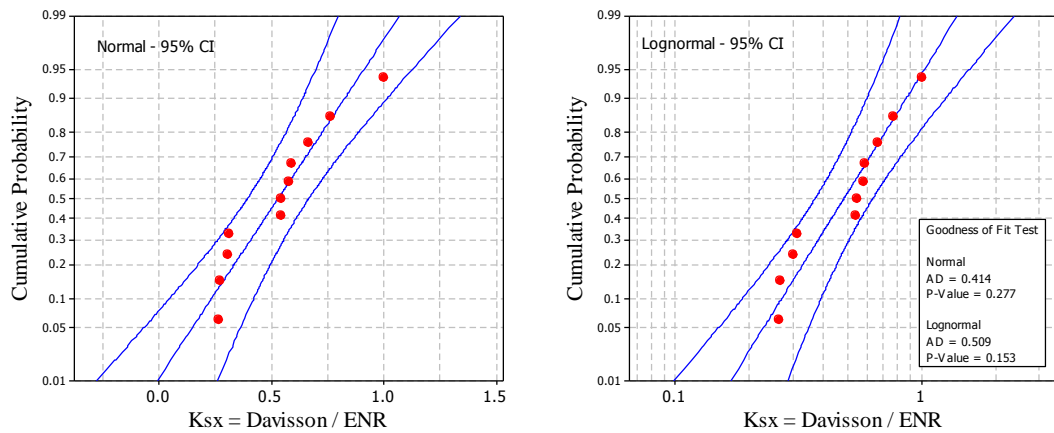 Normal - 95% CI
Cumulative Probability
0.99
0.95
0.9
0.8
0.7
0.6
0.5
0.4
0.3
0.2
0.1
0.05
0.01
0.0
0.5
1.0
1.5
Ksx = Davisson / ENR
Lognormal - 95% CI
Cumulative Probability
0.99
0.95
0.9
0.8
0.7
0.6
0.5
0.4
0.3
0.2
0.1
0.05
0.01
0.1
1
Ksx = Davisson / ENR
Goodness of Fit Test
Normal
AD = 0.414
P-Value = 0.277
Lognormal
AD = 0.509
P-Value = 0.153